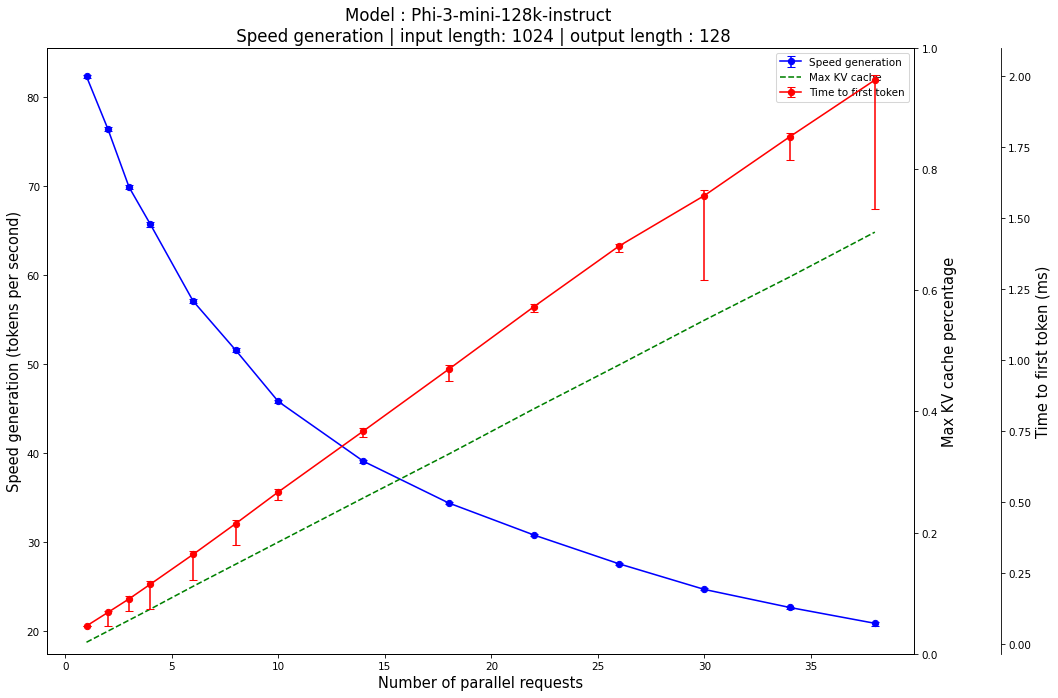 Model : Phi-3-mini-128k-instruct
Speed generation | input length: 1024 | output length : 128
Speed generation
Max KV cache
Time to first token
Speed generation (tokens per second)
80
70
60
50
40
30
20
1.0
0.8
0.6
0.4
0.2
0.0
Max KV cache percentage
2.00
1.75
1.50
1.25
1.00
0.75
0.50
0.25
0.00
Time to first token (ms)
0 5 10 15 20 25 30 35
Number of parallel requests